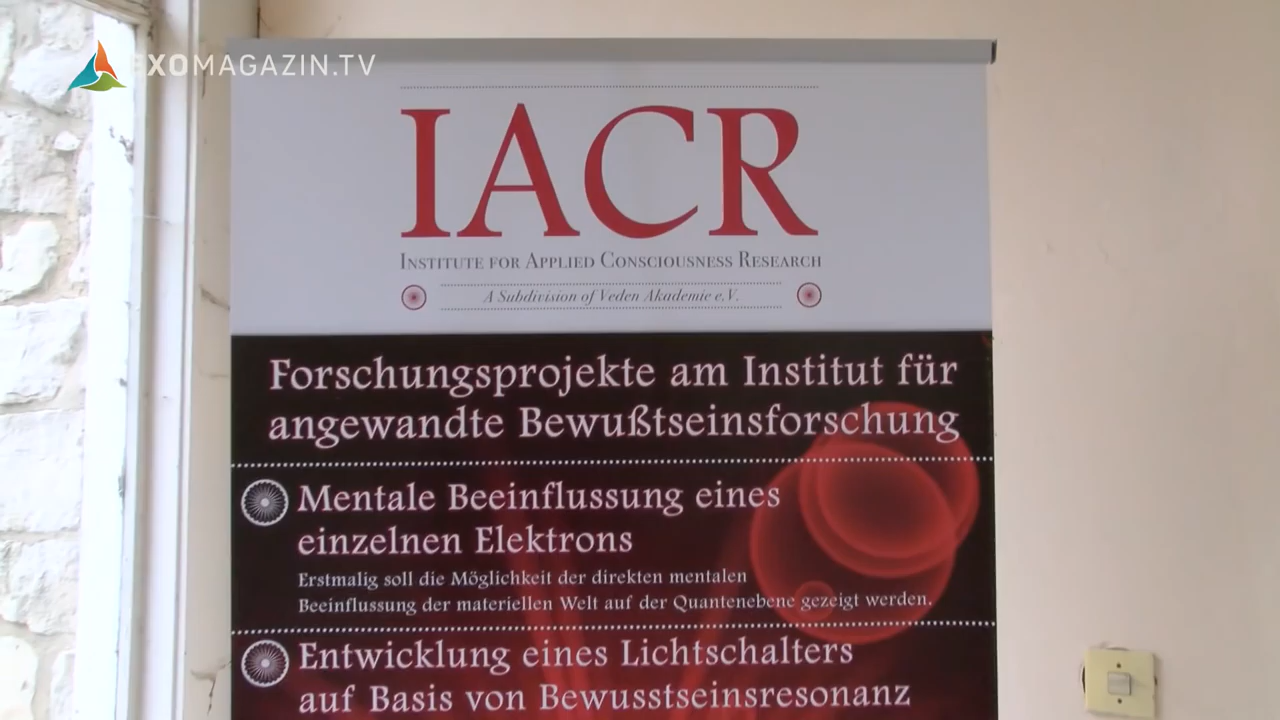 EXOMAGAZIN.TV
IACR
INSTITUTE FOR APPLIED CONSCIOUSNESS RESEARCH
A Subdivision of Veden Akademie e.V.
Forschungsprojekte am Institut für
angewandte Bewußtseinsforschung
Mentale Beeinflussung eines
einzelnen Elektrons
Erstmalig soll die Möglichkeit der direkten mentalen
Beeinflussung der materiellen Welt auf der Quantenebene gezeigt werden.
Entwicklung eines Lichtschalters
auf Basis von Bewusstseinsresonanz